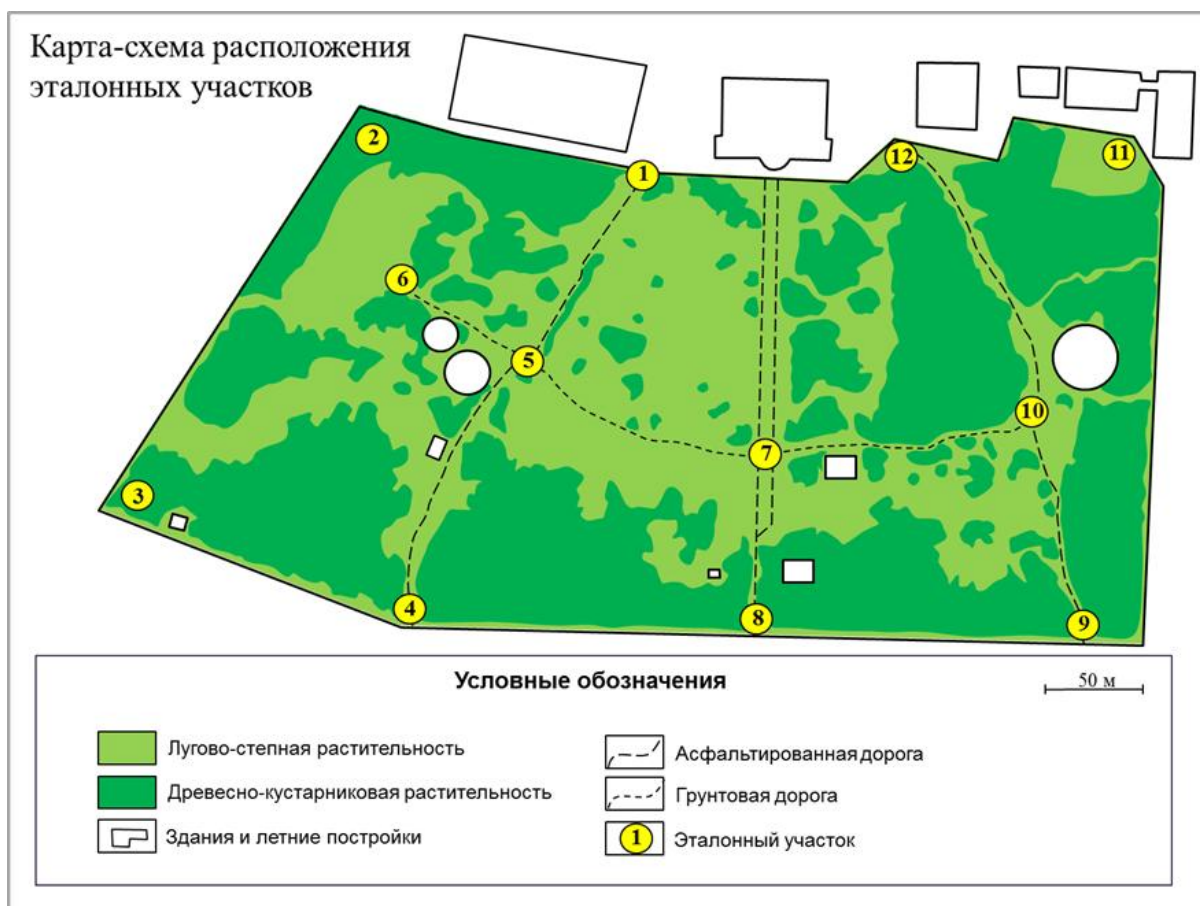 Карта-схема расположения
эталонных участков
2
1
12
11
6
5
10
7
3
4
8
9
Условные обозначения
50 м
Лугово-степная растительность
Древесно-кустарниковая растительность
Здания и летние постройки
Асфальтированная дорога
Грунтовая дорога
1
Эталонный участок